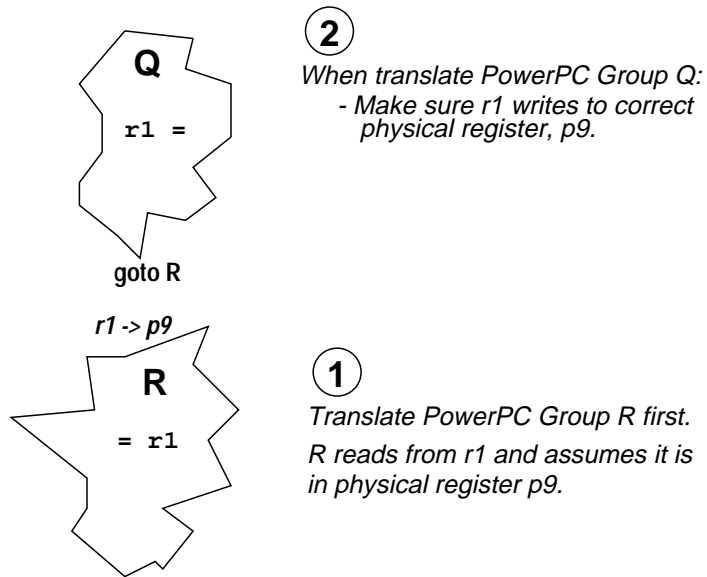 2
Q
When translate PowerPC Group Q:
- Make sure r1 writes to correct
physical register, p9.
r1 =
goto R
r1 -> p9
R
1
Translate PowerPC Group R first.
= r1
R reads from r1 and assumes it is
in physical register p9.